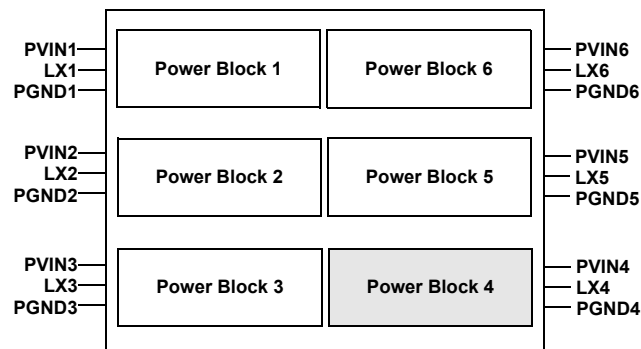 PVIN1
LX1
PGND1
Power Block 1
Power Block 6
PVIN6
LX6
PGND6
PVIN2
LX2
PGND2
Power Block 2
Power Block 5
PVIN5
LX5
PGND5
PVIN3
LX3
PGND3
Power Block 3
Power Block 4
PVIN4
LX4
PGND4